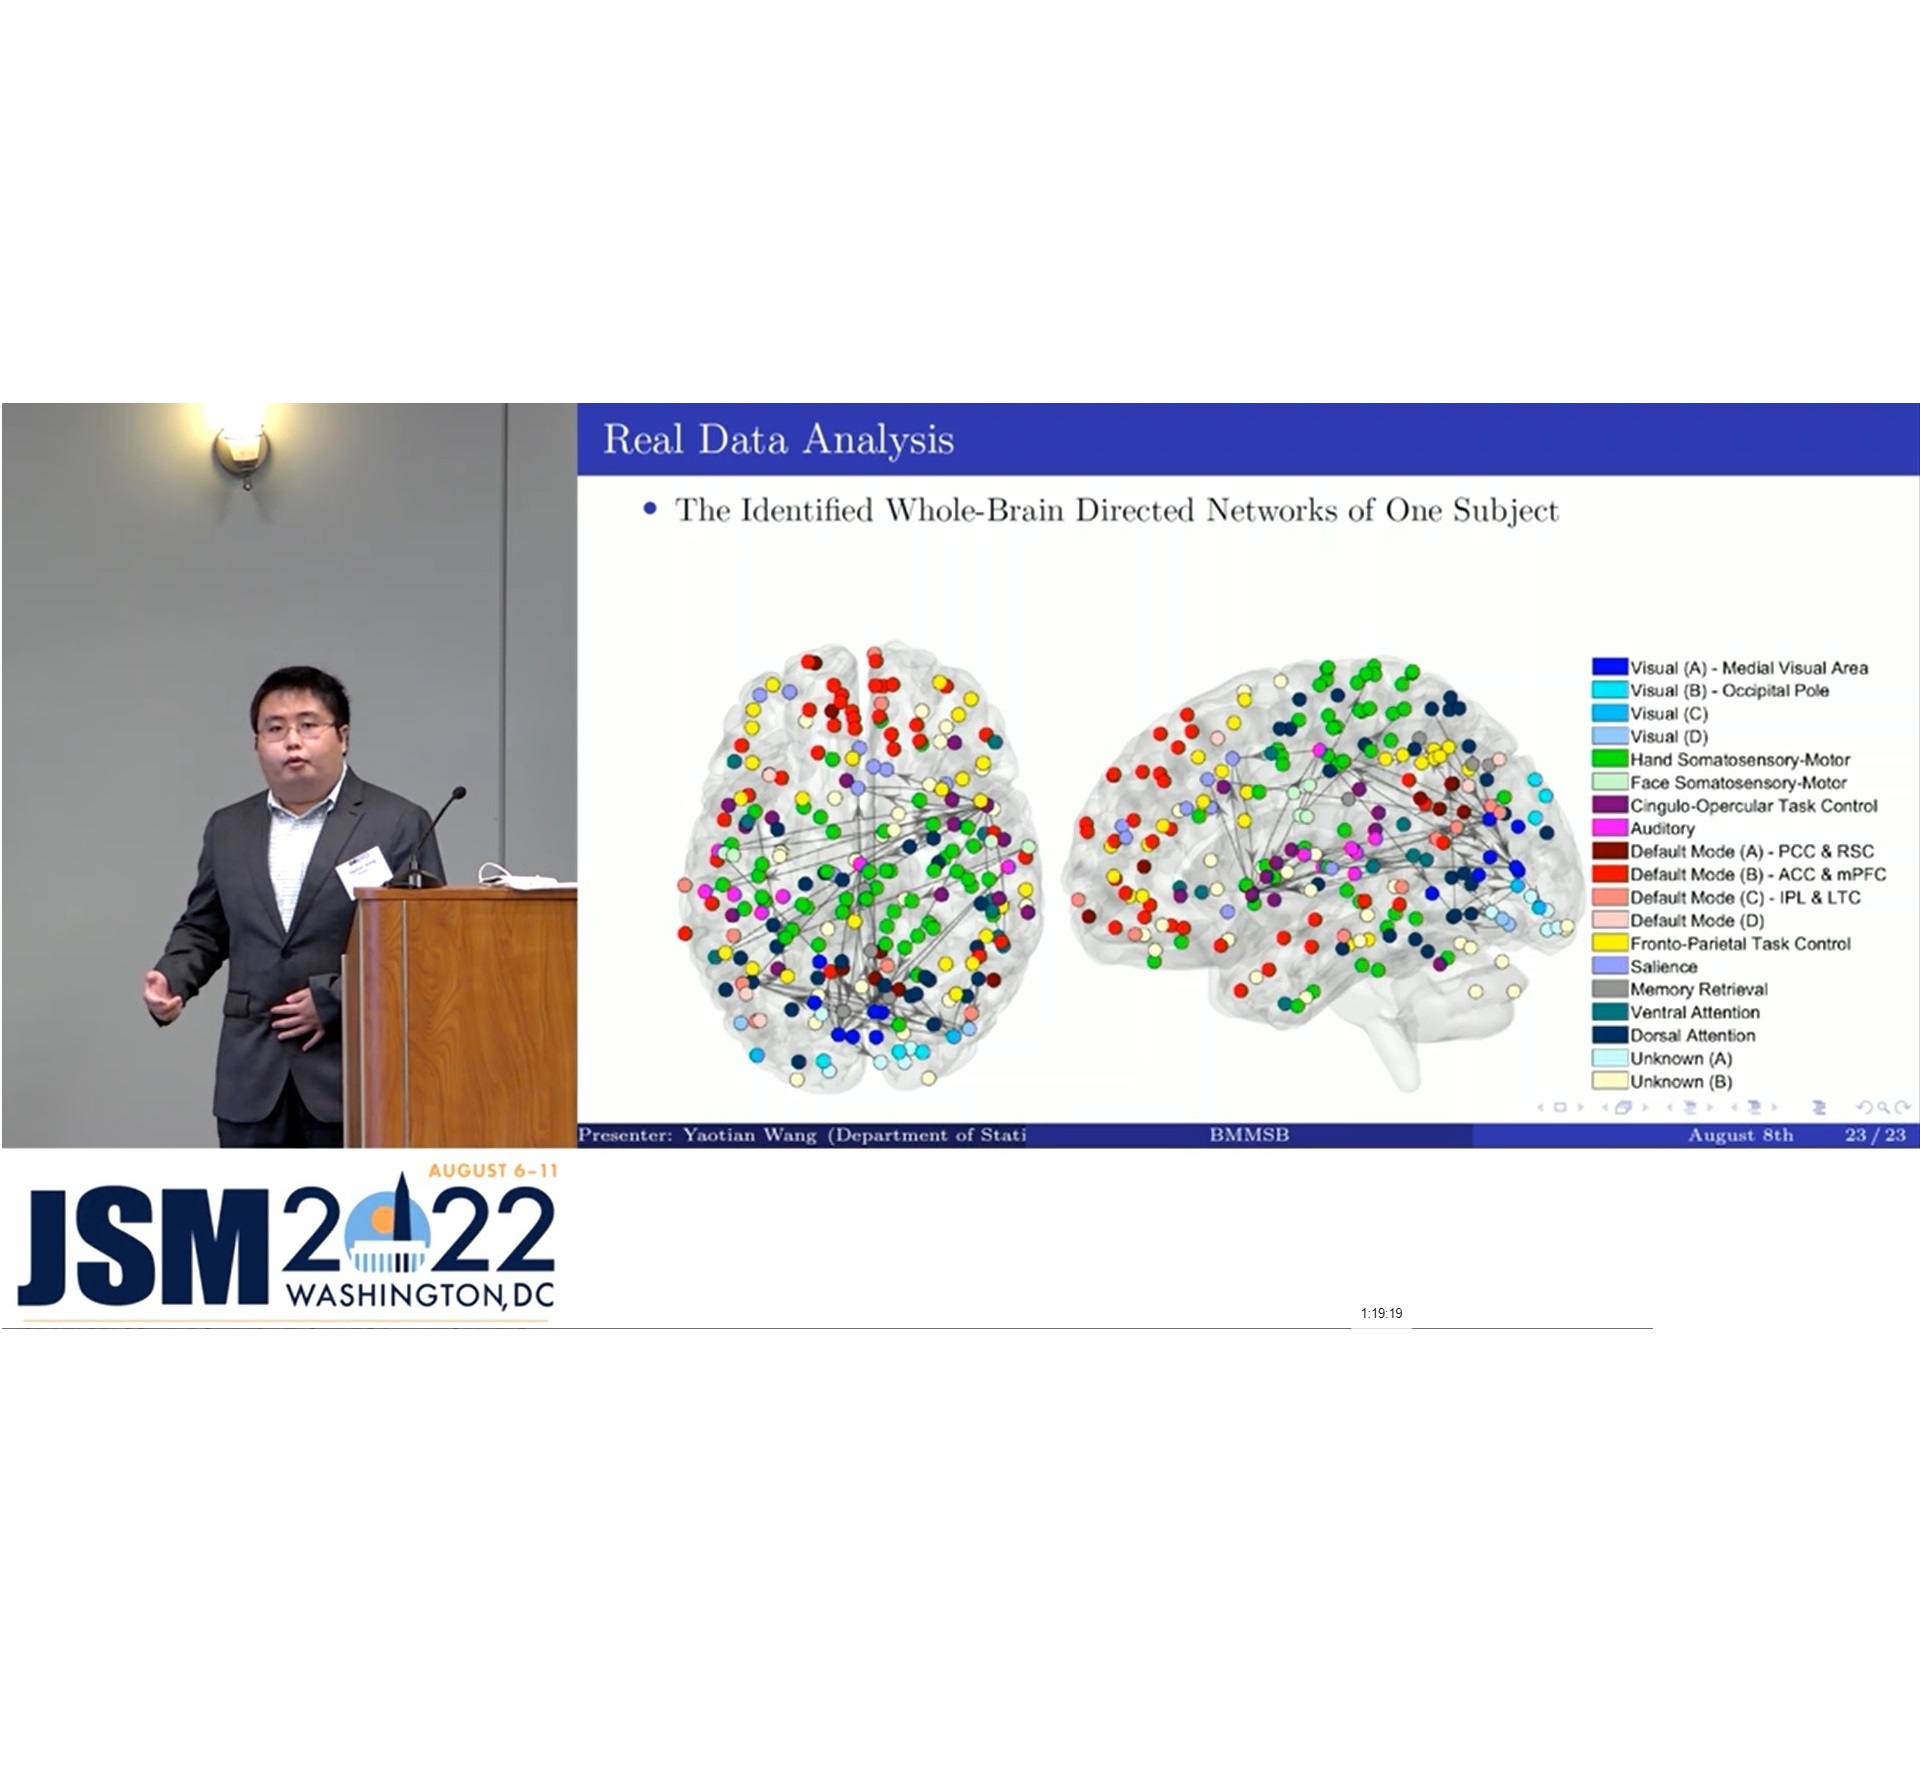 Real Data Analysis
• The Identified Whole-Brain Directed Networks of One Subject
Visual (A) - Medial Visual Area
Visual (B) - Occipital Pole
Visual (C)
Visual (D)
Hand Somatosensory-Motor
Face Somatosensory-Motor
Cingulo-Opercular Task Control
Auditory
Default Mode (A) - PCC & RSC
Default Mode (B) - ACC & mPFC
Default Mode (C) - IPL & LTC
Default Mode (D)
Fronto-Parietal Task Control
Salience
Memory Retrieval
Ventral Attention
Dorsal Attention
Unknown (A)
Unknown (B)
Presenter: Yaotian Wang (Department of Stati BMMSB August 8th 23 / 23
AUGUST 6–11
JSM 2022
WASHINGTON, DC
1:19:19